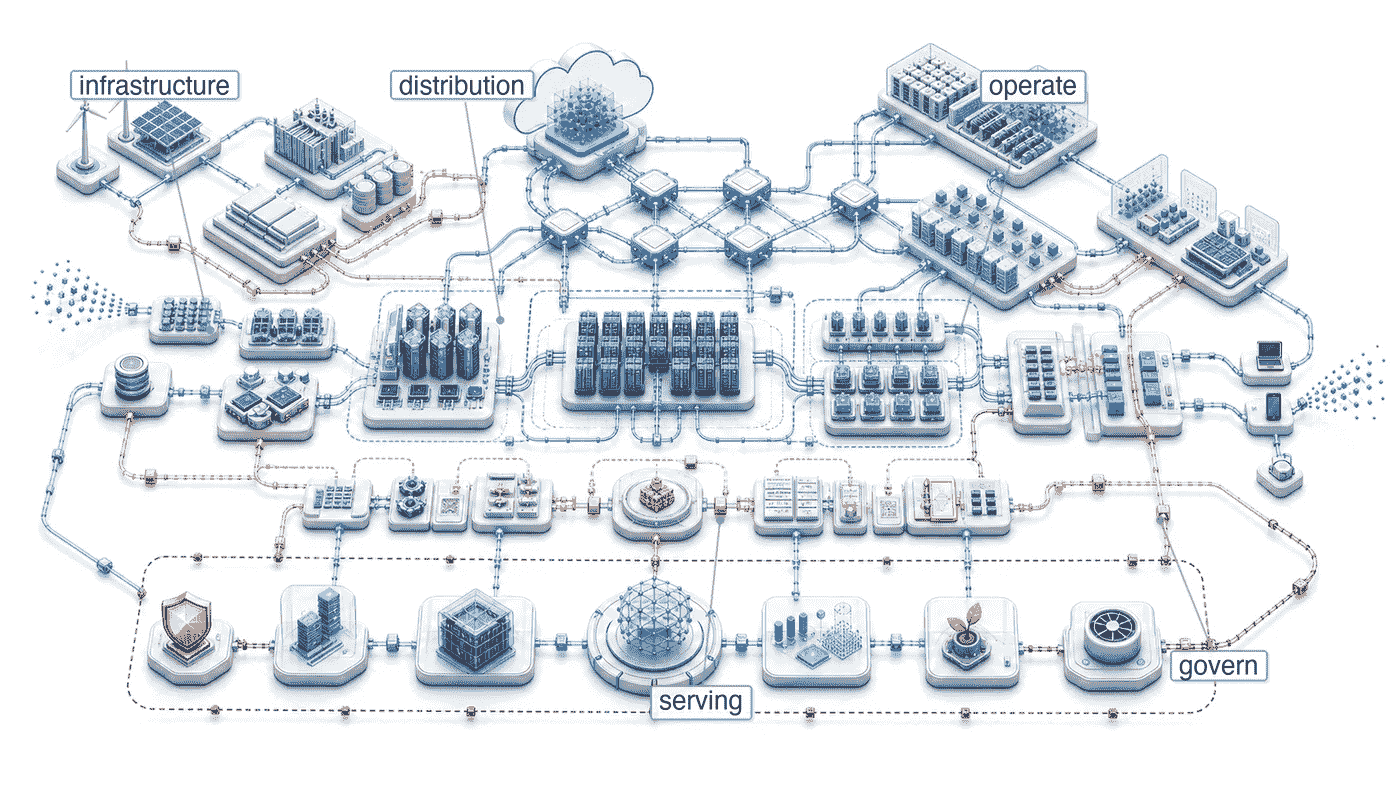 infrastructure
distribution
operate
govern
serving